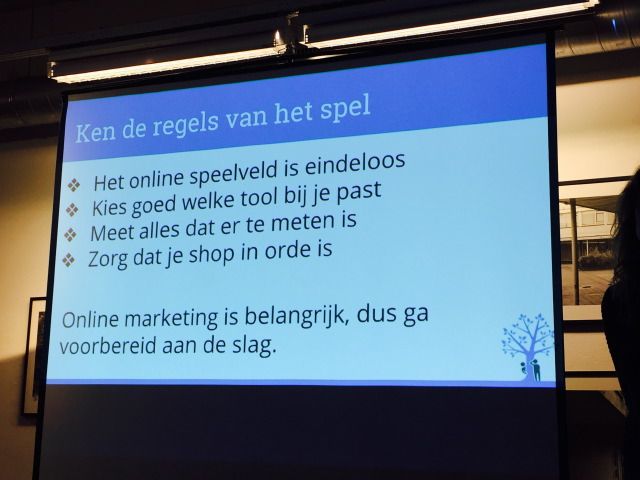 Ken de regels van het spel
❖ Het online speelveld is eindeloos
❖ Kies goed welke tool bij je past
❖ Meet alles dat er te meten is
❖ Zorg dat je shop in orde is
Online marketing is belangrijk, dus ga
voorbereid aan de slag.